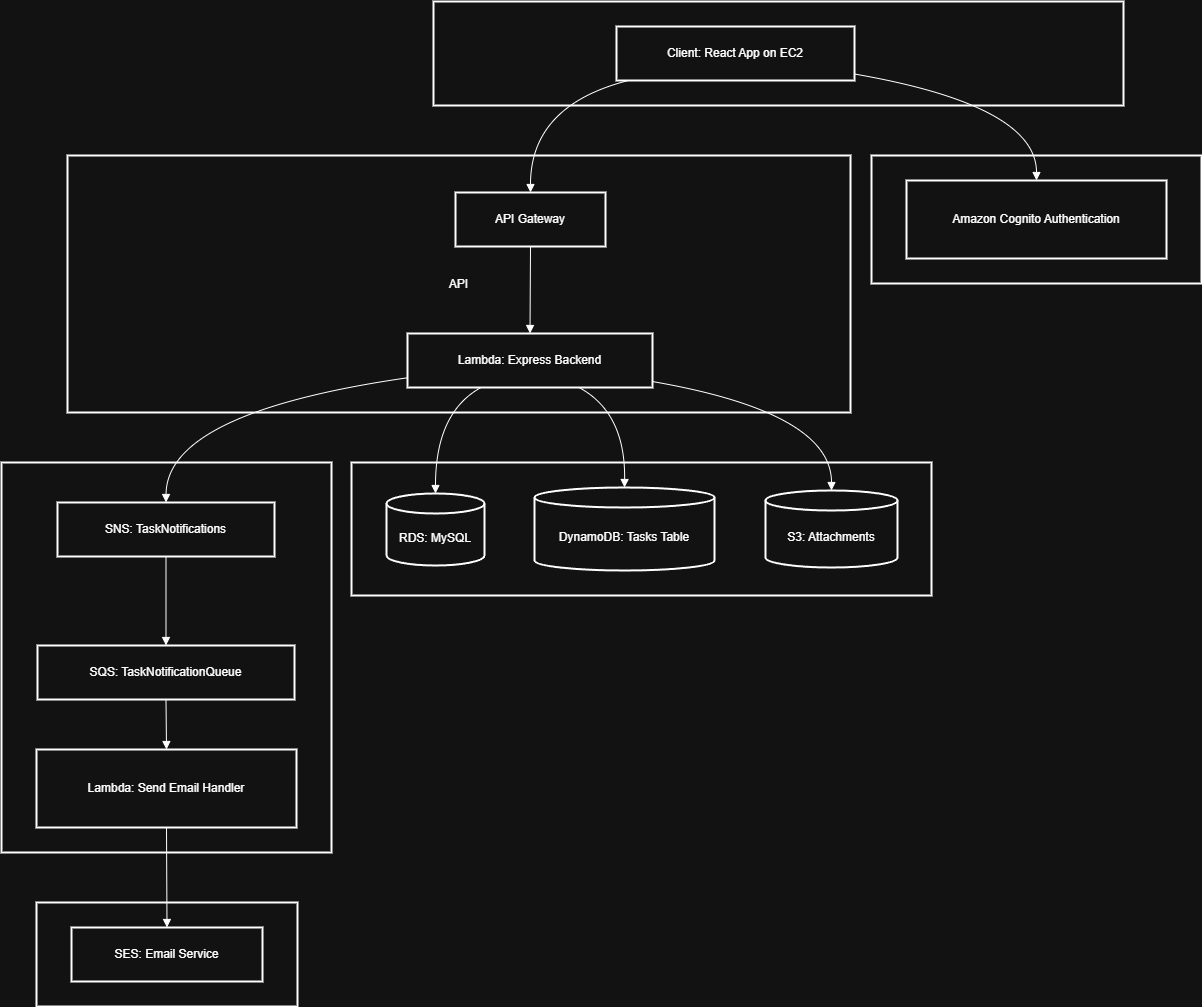 Client: React App on EC2
API Gateway
Amazon Cognito Authentication
API
Lambda: Express Backend
SNS: TaskNotifications
RDS: MySQL
DynamoDB: Tasks Table
S3: Attachments
SQS: TaskNotificationQueue
Lambda: Send Email Handler
SES: Email Service